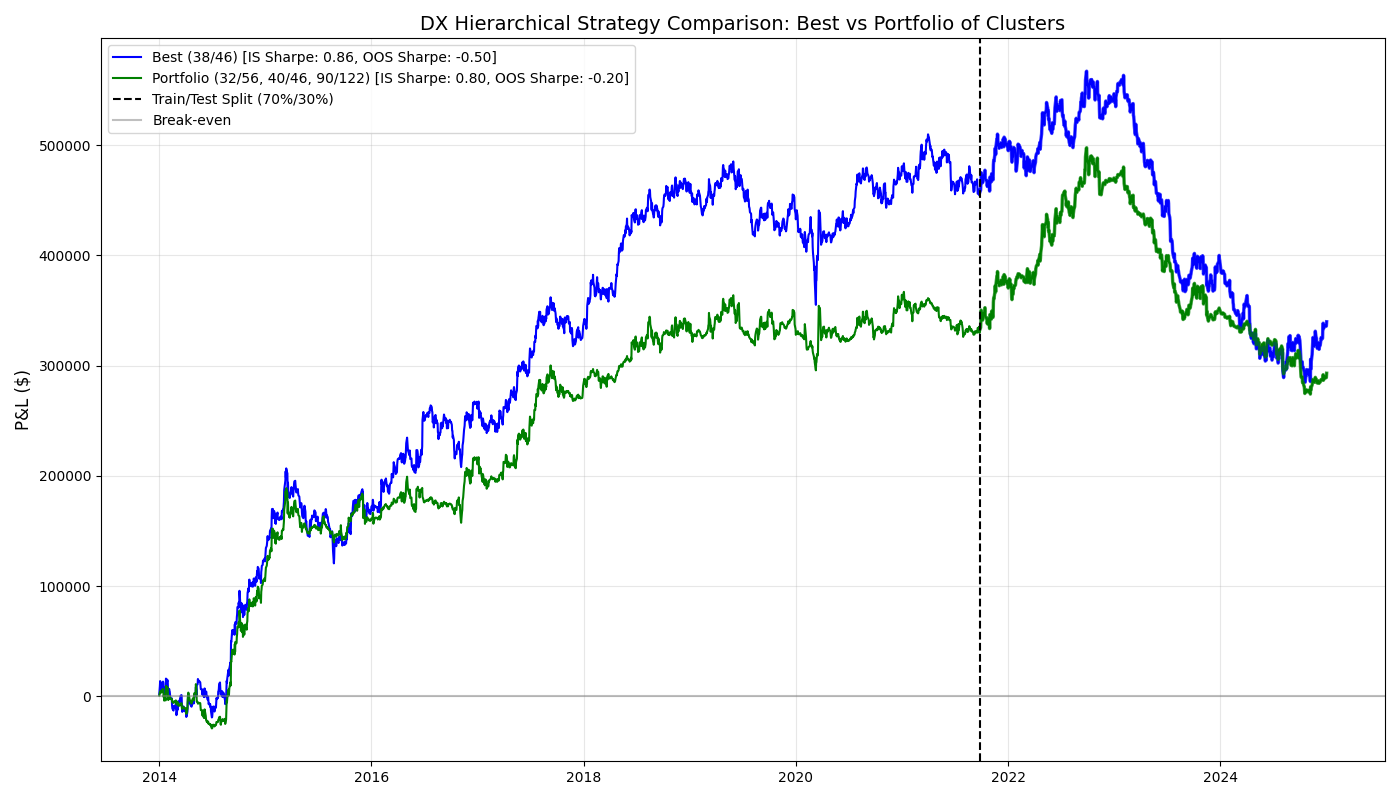 DX Hierarchical Strategy Comparison: Best vs Portfolio of Clusters
Best (38/46) [IS Sharpe: 0.86, OOS Sharpe: -0.50]
Portfolio (32/56, 40/46, 90/122) [IS Sharpe: 0.80, OOS Sharpe: -0.20]
Train/Test Split (70%/30%)
Break-even
P&L ($)
500000
400000
300000
200000
100000
0
2014
2016
2018
2020
2022
2024